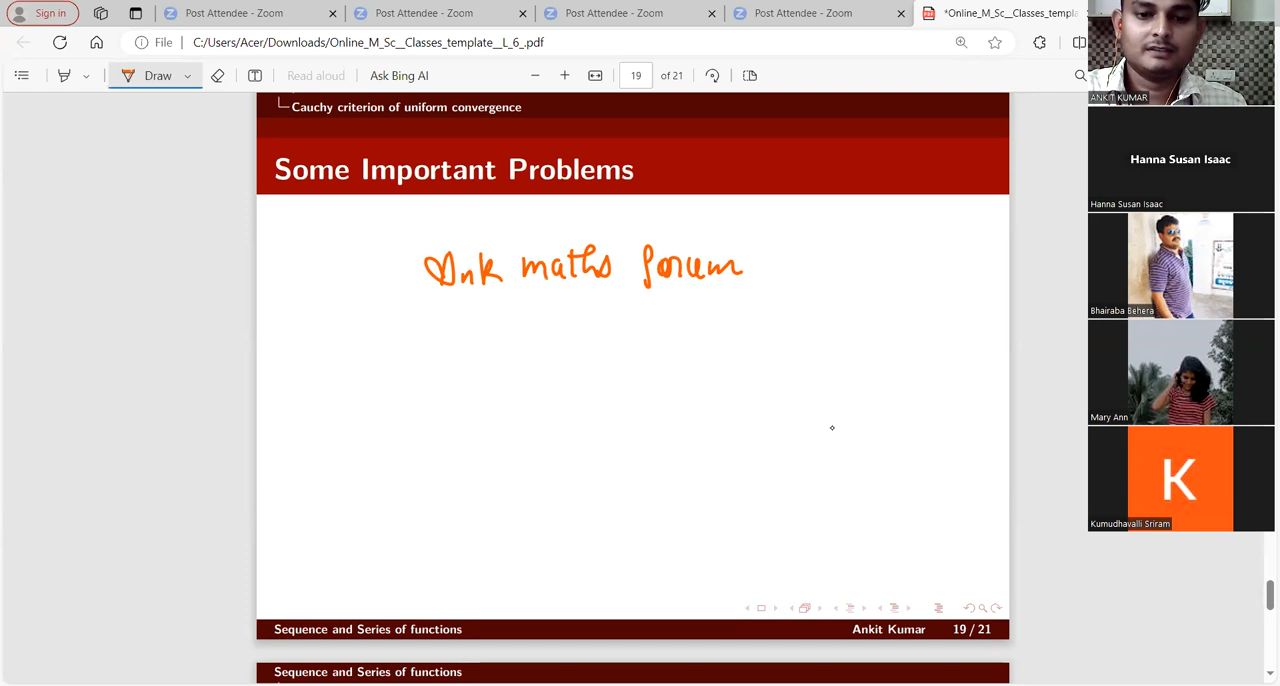 Sign in
Post Attendee - Zoom
Post Attendee - Zoom
Post Attendee - Zoom
Post Attendee - Zoom
*Online_M_Sc__Classes_templa
File
C:/Users/Acer/Downloads/Online_M_Sc__Classes_template__L_6_.pdf
Draw
Read aloud
Ask Bing AI
19
of 21
Cauchy criterion of uniform convergence
Some Important Problems
maths forum
Sequence and Series of functions
Ankit Kumar
19 / 21
Sequence and Series of functions
ANKIT KUMAR
Hanna Susan Isaac
Hanna Susan Isaac
Bhairaba Behera
Mary Ann
K
Kumudhavalli Sriram